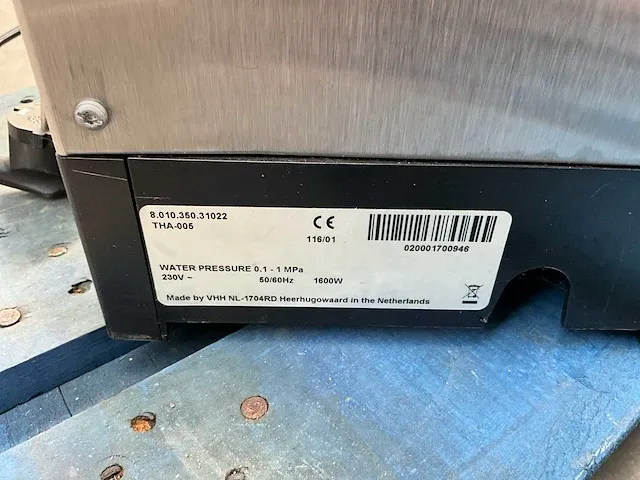 8.010.350.31022
THA-005
CE
116/01
020001700946
WATER PRESSURE 0.1 - 1 MPa
230V ~ 50/60Hz 1600W
Made by VHH NL-1704RD Heerhugowaard in the Netherlands